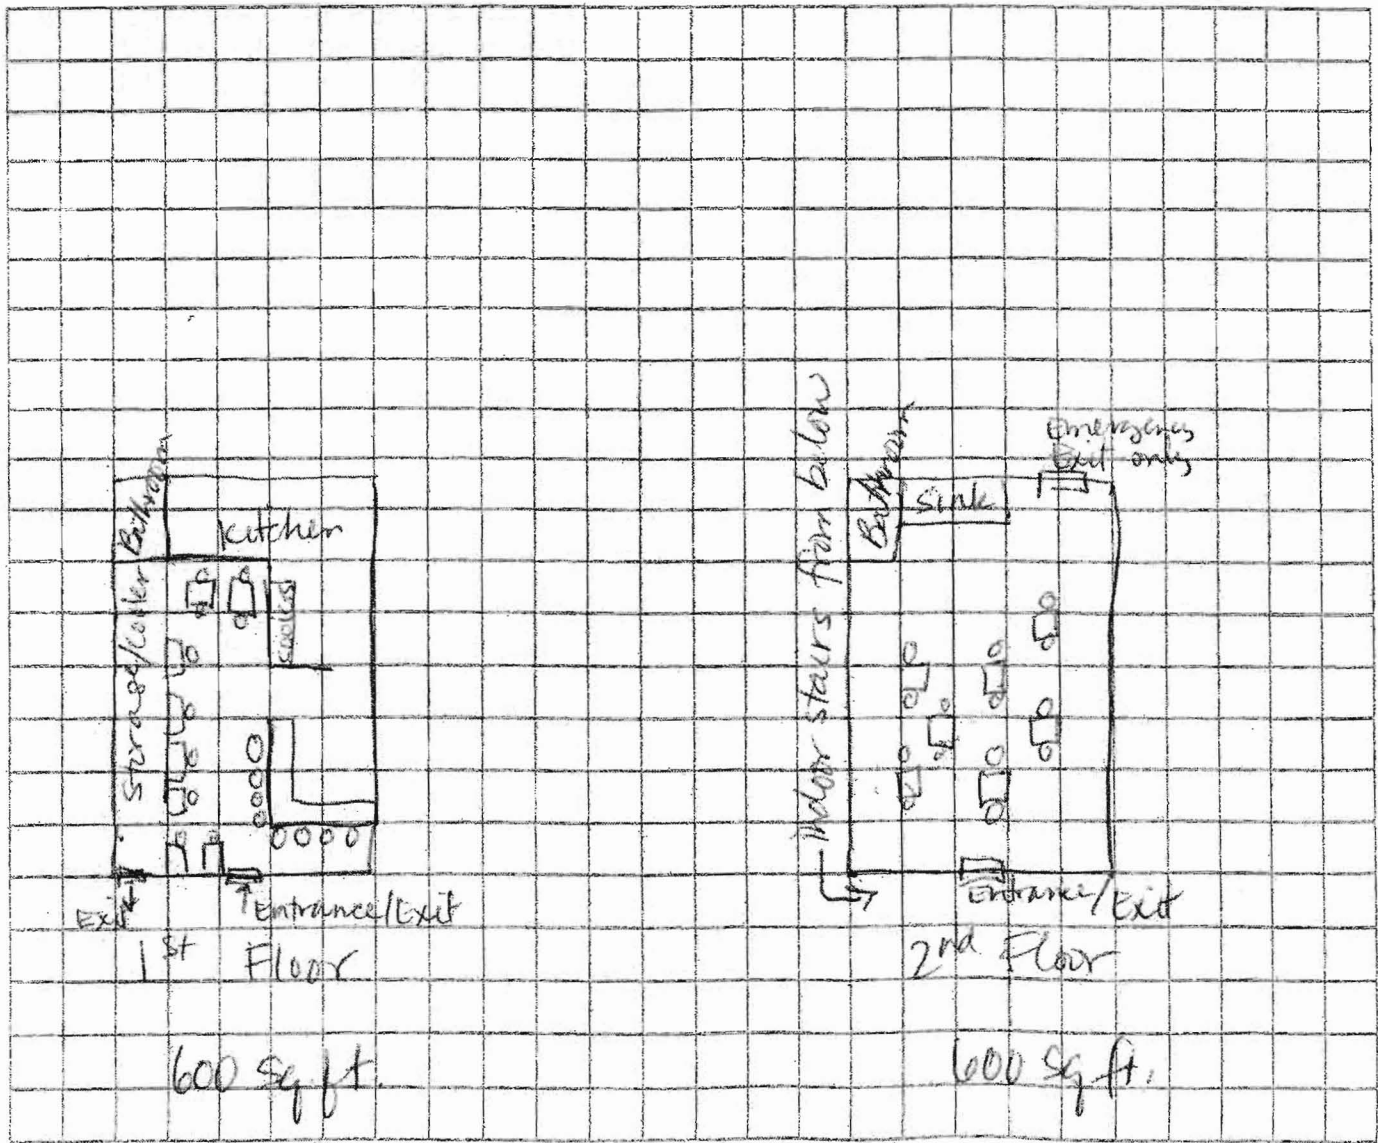 Bathroom
kitchen
Storage/cooler
cooler
Exit
Entrance/Exit
1st Floor
600 sq ft.
Indoor stairs from below
Bathroom
Sink
Emergency
Exit only
Entrance/Exit
2nd Floor
600 sq ft.